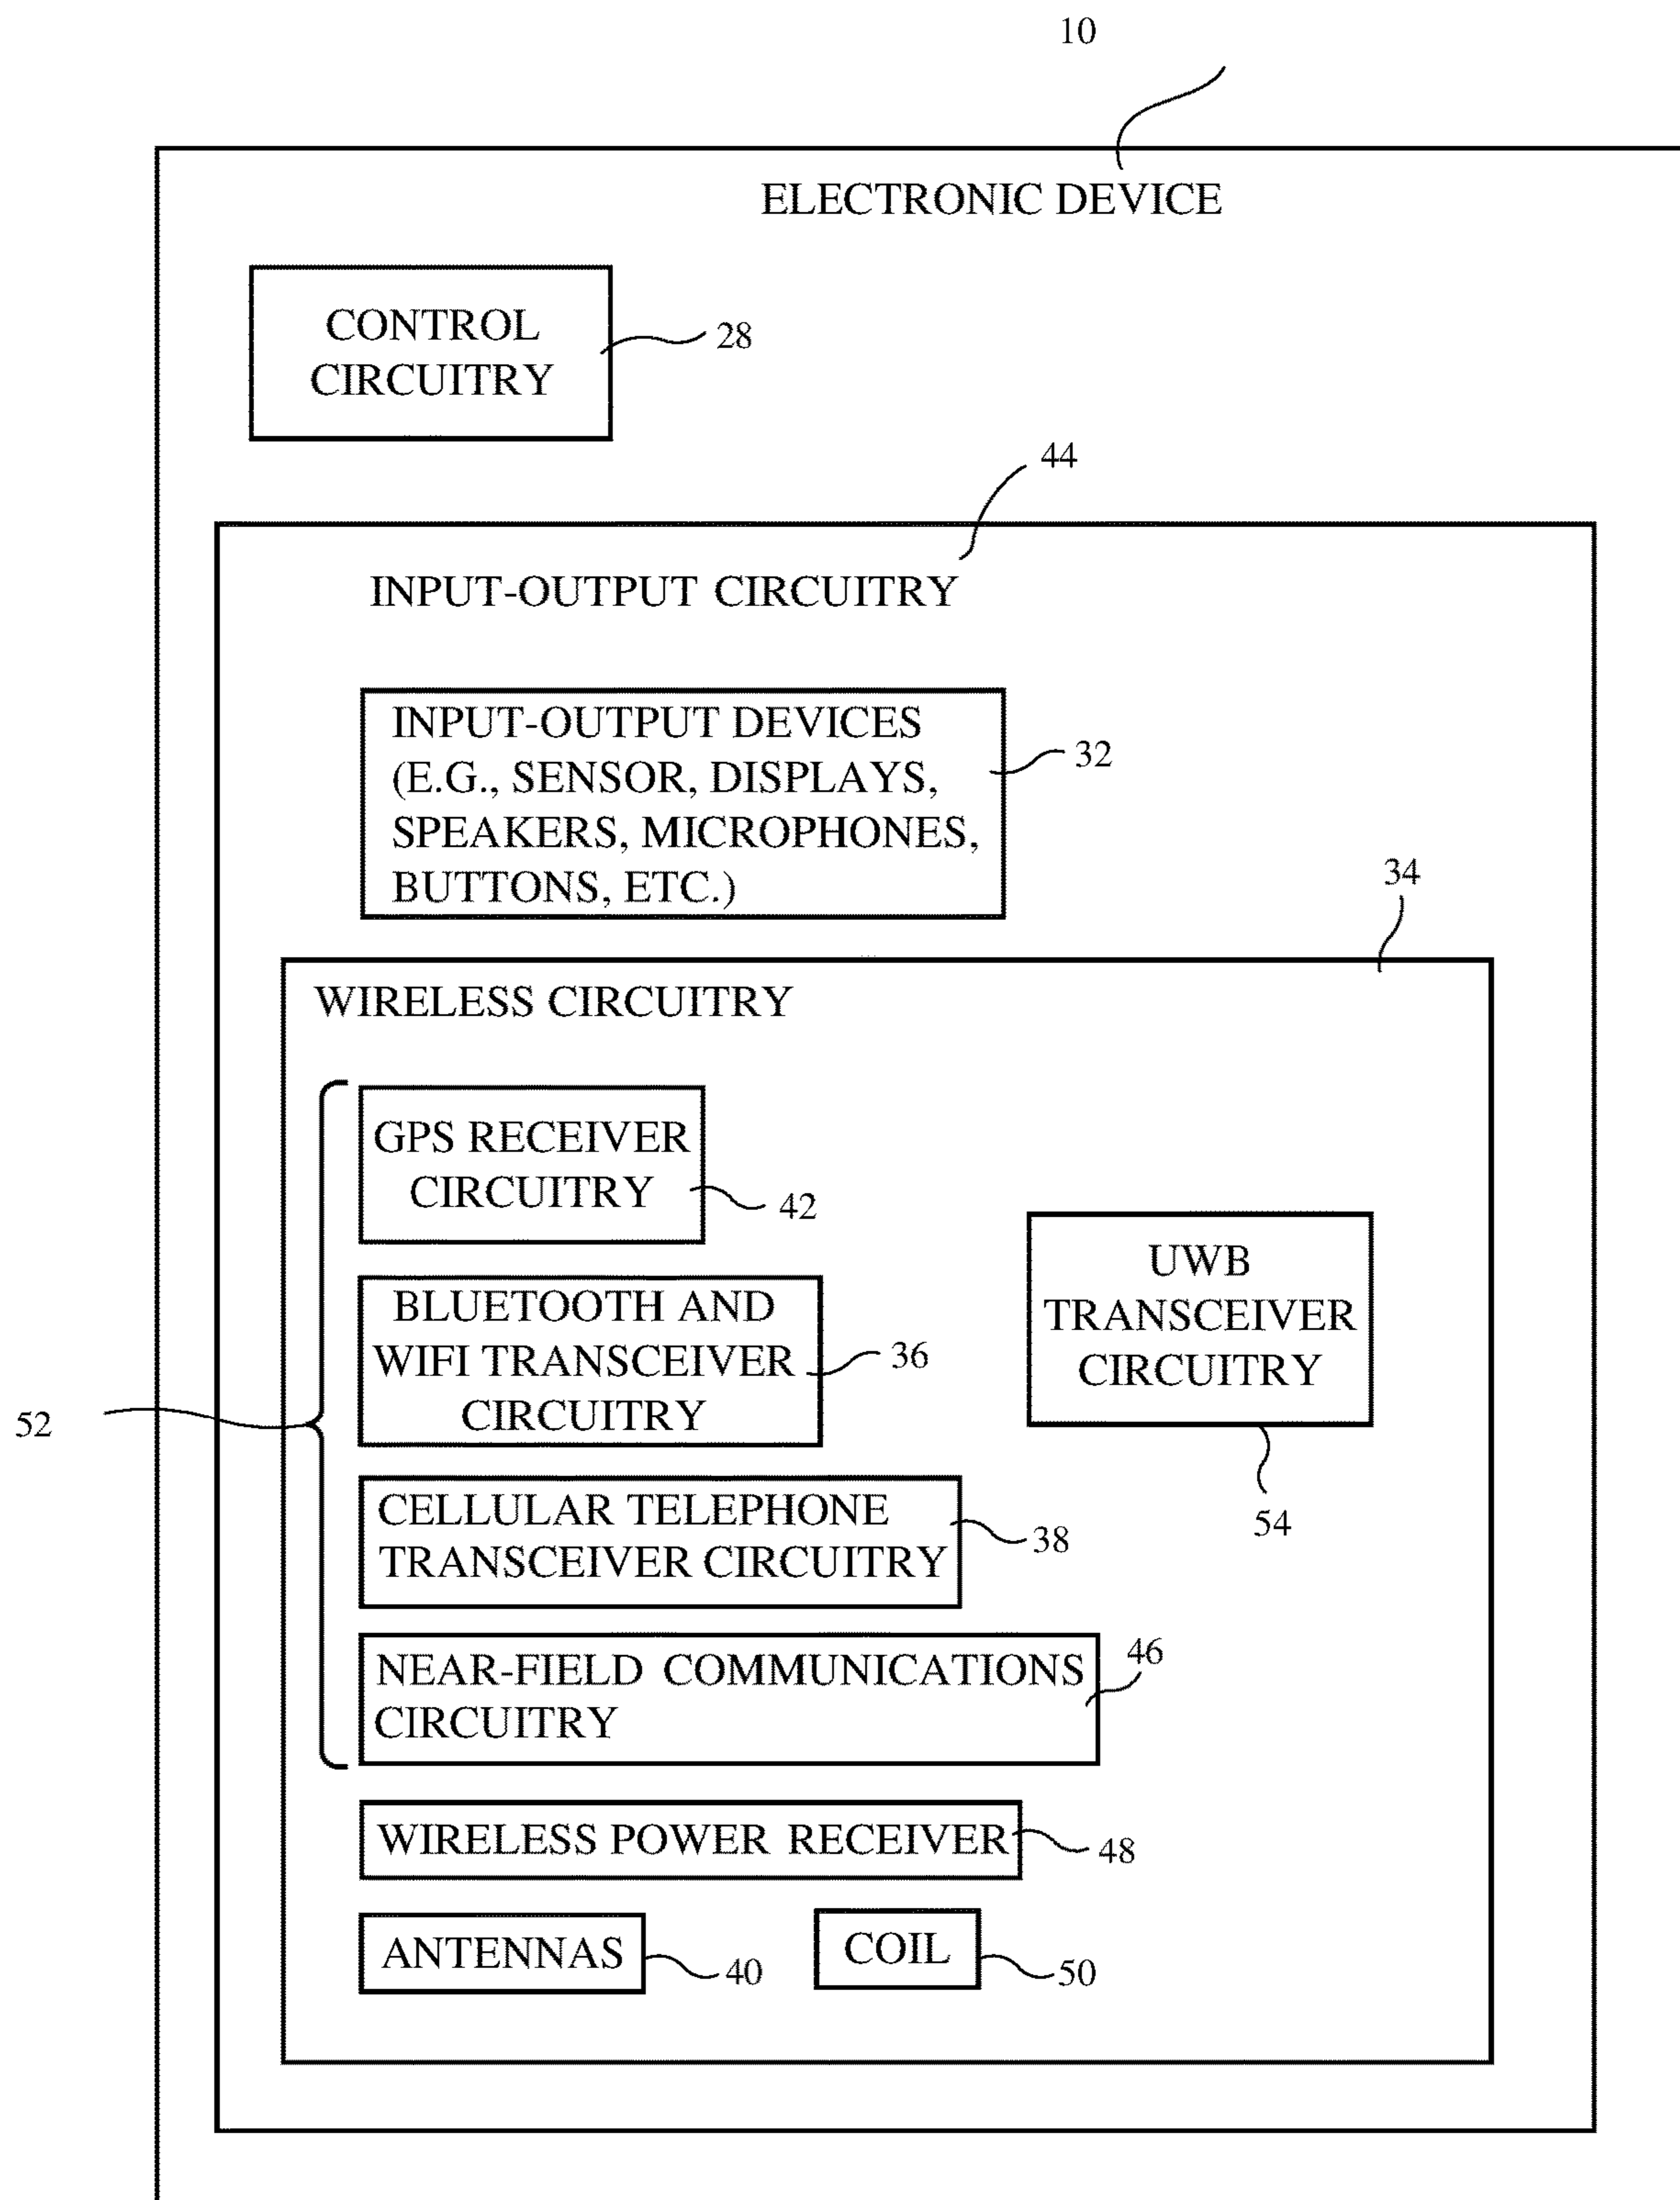 10
ELECTRONIC DEVICE
CONTROL
CIRCUITRY
28
44
INPUT-OUTPUT CIRCUITRY
INPUT-OUTPUT DEVICES
(E.G., SENSOR, DISPLAYS,
SPEAKERS, MICROPHONES,
BUTTONS, ETC.)
32
34
WIRELESS CIRCUITRY
GPS RECEIVER
CIRCUITRY
42
BLUETOOTH AND
WIFI TRANSCEIVER
CIRCUITRY
36
UWB
TRANSCEIVER
CIRCUITRY
54
52
CELLULAR TELEPHONE
TRANSCEIVER CIRCUITRY
38
NEAR-FIELD COMMUNICATIONS
CIRCUITRY
46
WIRELESS POWER RECEIVER
48
ANTENNAS
40
COIL
50